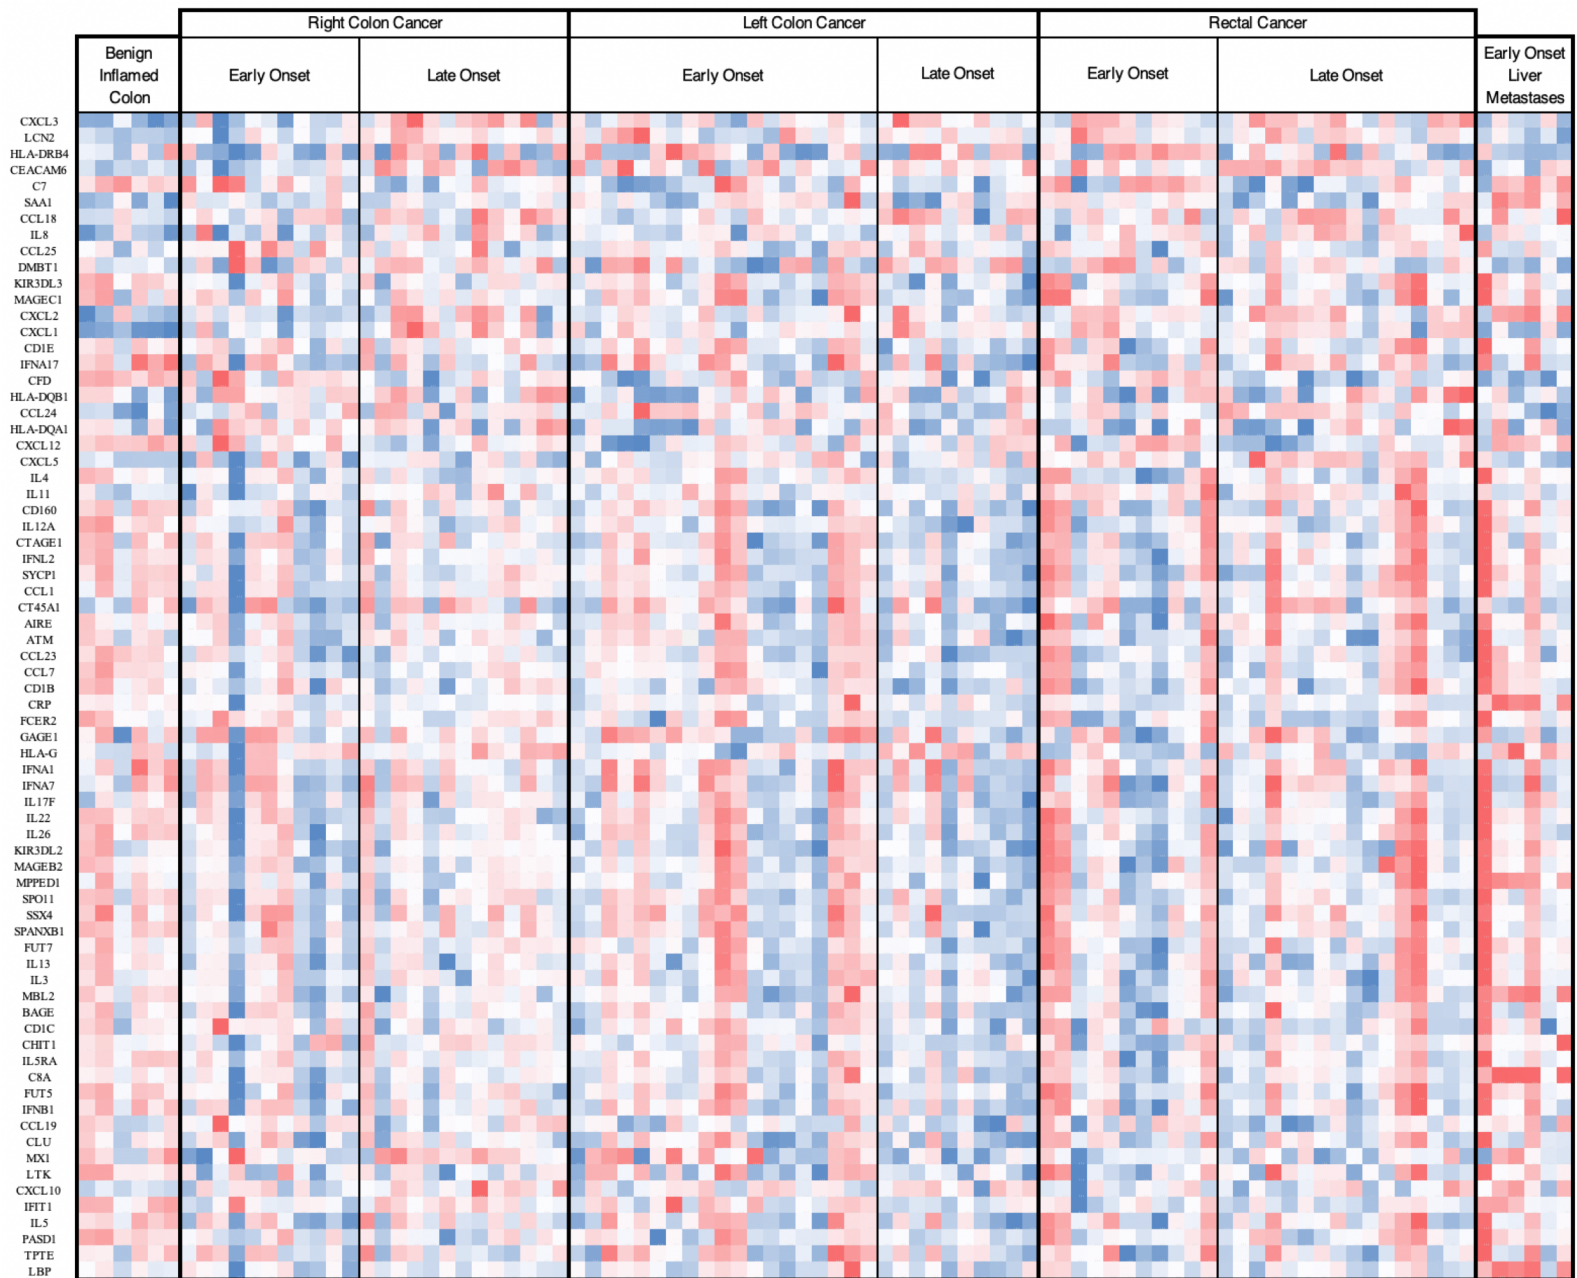 Right Colon Cancer
Left Colon Cancer
Rectal Cancer
Benign
Inflamed
Colon
Early Onset
Late Onset
Early Onset
Late Onset
Early Onset
Late Onset
Early Onset
Liver
Metastases
CXCL3
LCN2
HLA-DRB4
CEACAM6
C7
SAA1
CCL18
IL8
CCL25
DMBT1
KIR3DL3
MAGEC1
CXCL2
CXCL1
CD1E
IFNA17
CFD
HLA-DQB1
CCL24
HLA-DQA1
CXCL12
CXCL5
IL4
IL11
CD160
IL12A
CTAGE1
IFNL2
SYCP1
CCL1
CT45A1
AIRE
ATM
CCL23
CCL7
CD1B
CRP
FCER2
GAGE1
HLA-G
IFNA1
IFNA7
IL17F
IL22
IL26
KIR3DL2
MAGEB2
MPPED1
SPO11
SSX4
SPANXB1
FUT7
IL13
IL3
MBL2
BAGE
CD1C
CHIT1
IL5RA
C8A
FUT5
IFNB1
CCL19
CLU
MX1
LTK
CXCL10
IFIT1
IL5
PASD1
TPTE
LBP